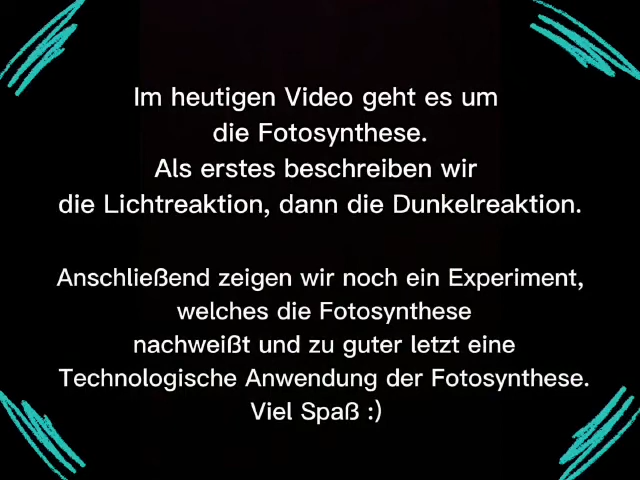 Im heutigen Video geht es um
die Fotosynthese.
Als erstes beschreiben wir
die Lichtreaktion, dann die Dunkelreaktion.
Anschließend zeigen wir noch ein Experiment,
welches die Fotosynthese
nachweißt und zu guter letzt eine
Technologische Anwendung der Fotosynthese.
Viel Spaß :)